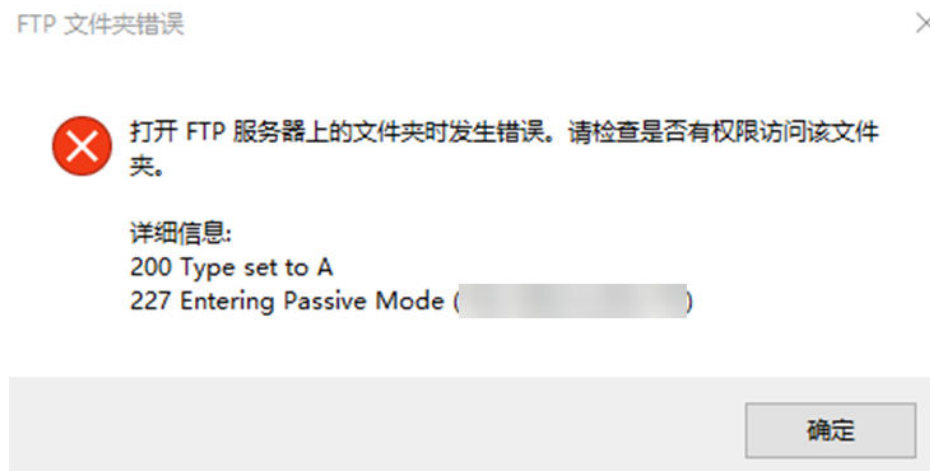 FTP 文件夹错误
打开 FTP 服务器上的文件夹时发生错误。请检查是否有权限访问该文件
夹。
详细信息:
200 Type set to A
227 Entering Passive Mode ( )
确定